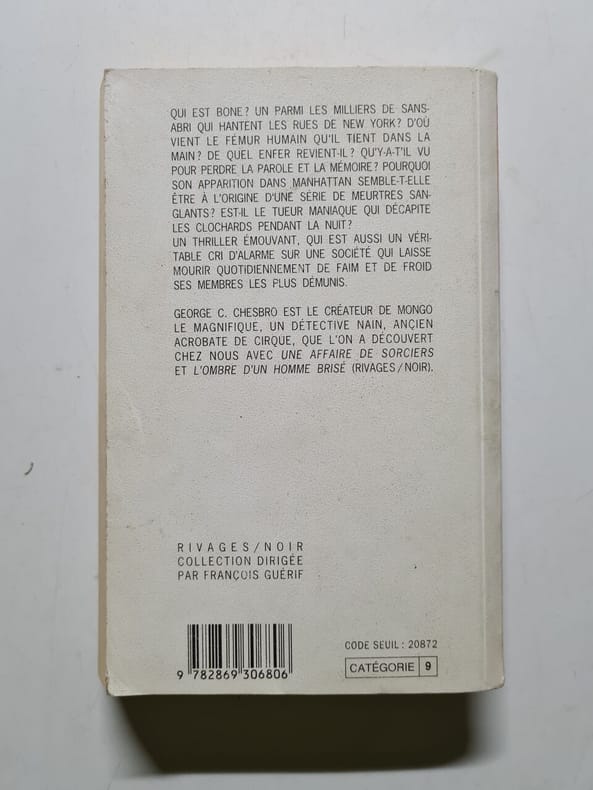 QUI EST BONE? UN PARMI LES MILLIERS DE SANS-
ABRI QUI HANTENT LES RUES DE NEW YORK? D'OÙ
VIENT LE FÉMUR HUMAIN QU'IL TIENT DANS LA
MAIN? DE QUEL ENFER REVIENT-IL? QU'Y-A-T'IL VU
POUR PERDRE LA PAROLE ET LA MÉMOIRE? POURQUOI
SON APPARITION DANS MANHATTAN SEMBLE-T-ELLE
ÊTRE À L'ORIGINE D'UNE SÉRIE DE MEURTRES SAN-
GLANTS? EST-IL LE TUEUR MANIAQUE QUI DÉCAPITE
LES CLOCHARDS PENDANT LA NUIT?
UN THRILLER ÉMOUVANT, QUI EST AUSSI UN VÉRI-
TABLE CRI D'ALARME SUR UNE SOCIÉTÉ QUI LAISSE
MOURIR QUOTIDIENNEMENT DE FAIM ET DE FROID
SES MEMBRES LES PLUS DÉMUNIS.
GEORGE C. CHESBRO EST LE CRÉATEUR DE MONGO
LE MAGNIFIQUE, UN DÉTECTIVE NAIN, ANCIEN
ACROBATE DE CIRQUE, QUE L'ON A DÉCOUVERT
CHEZ NOUS AVEC UNE AFFAIRE DE SORCIERS
ET L'OMBRE D'UN HOMME BRISÉ (RIVAGES/NOIR).
RIVAGES/NOIR
COLLECTION DIRIGÉE
PAR FRANÇOIS GUÉRIF
9 782869 306806
CODE SEUIL : 20872
CATÉGORIE 9